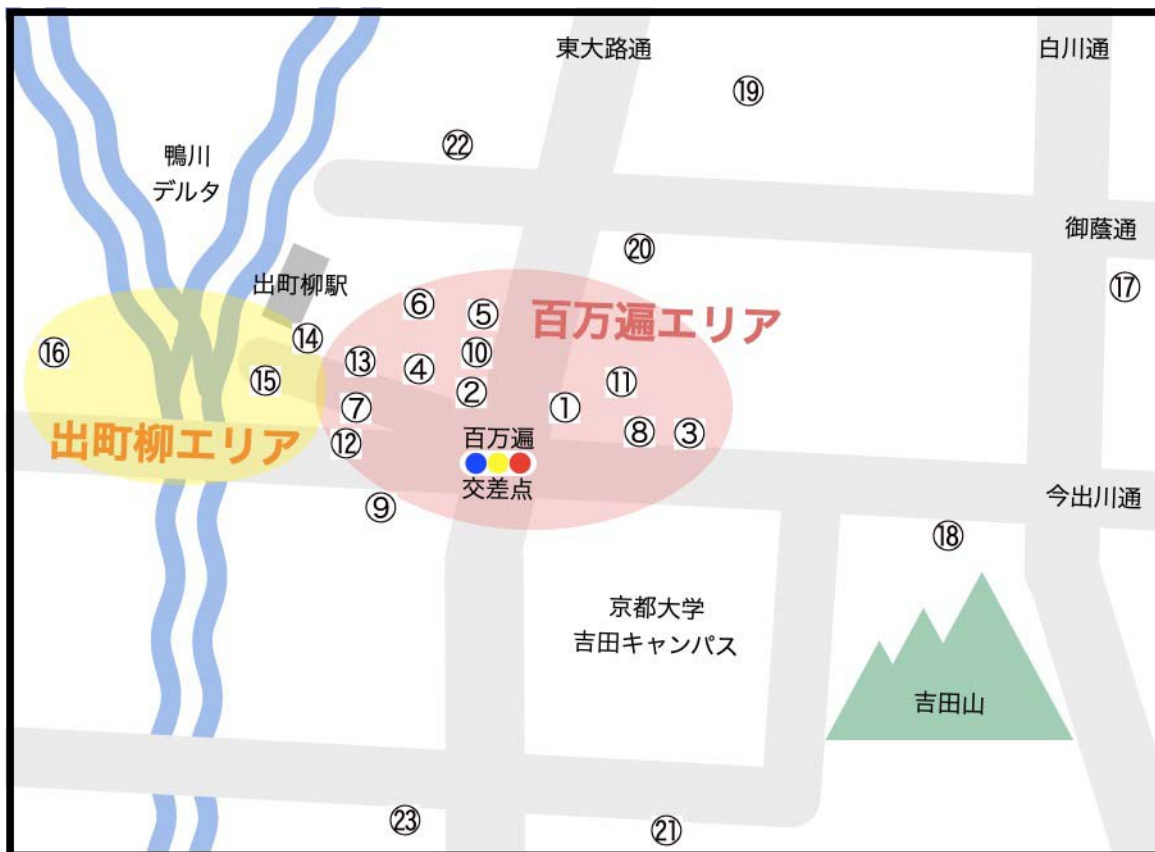 東大路通
白川通
⑲
㉒
鴨川
デルタ
御蔭通
⑳
出町柳駅
⑰
⑥
⑤
百万遍エリア
⑭
⑯
⑬
⑩
④
⑮
⑪
②
⑦
①
⑧
③
出町柳エリア
⑫
百万遍
交差点
⑨
今出川通
⑱
京都大学
吉田キャンパス
吉田山
㉓
㉑